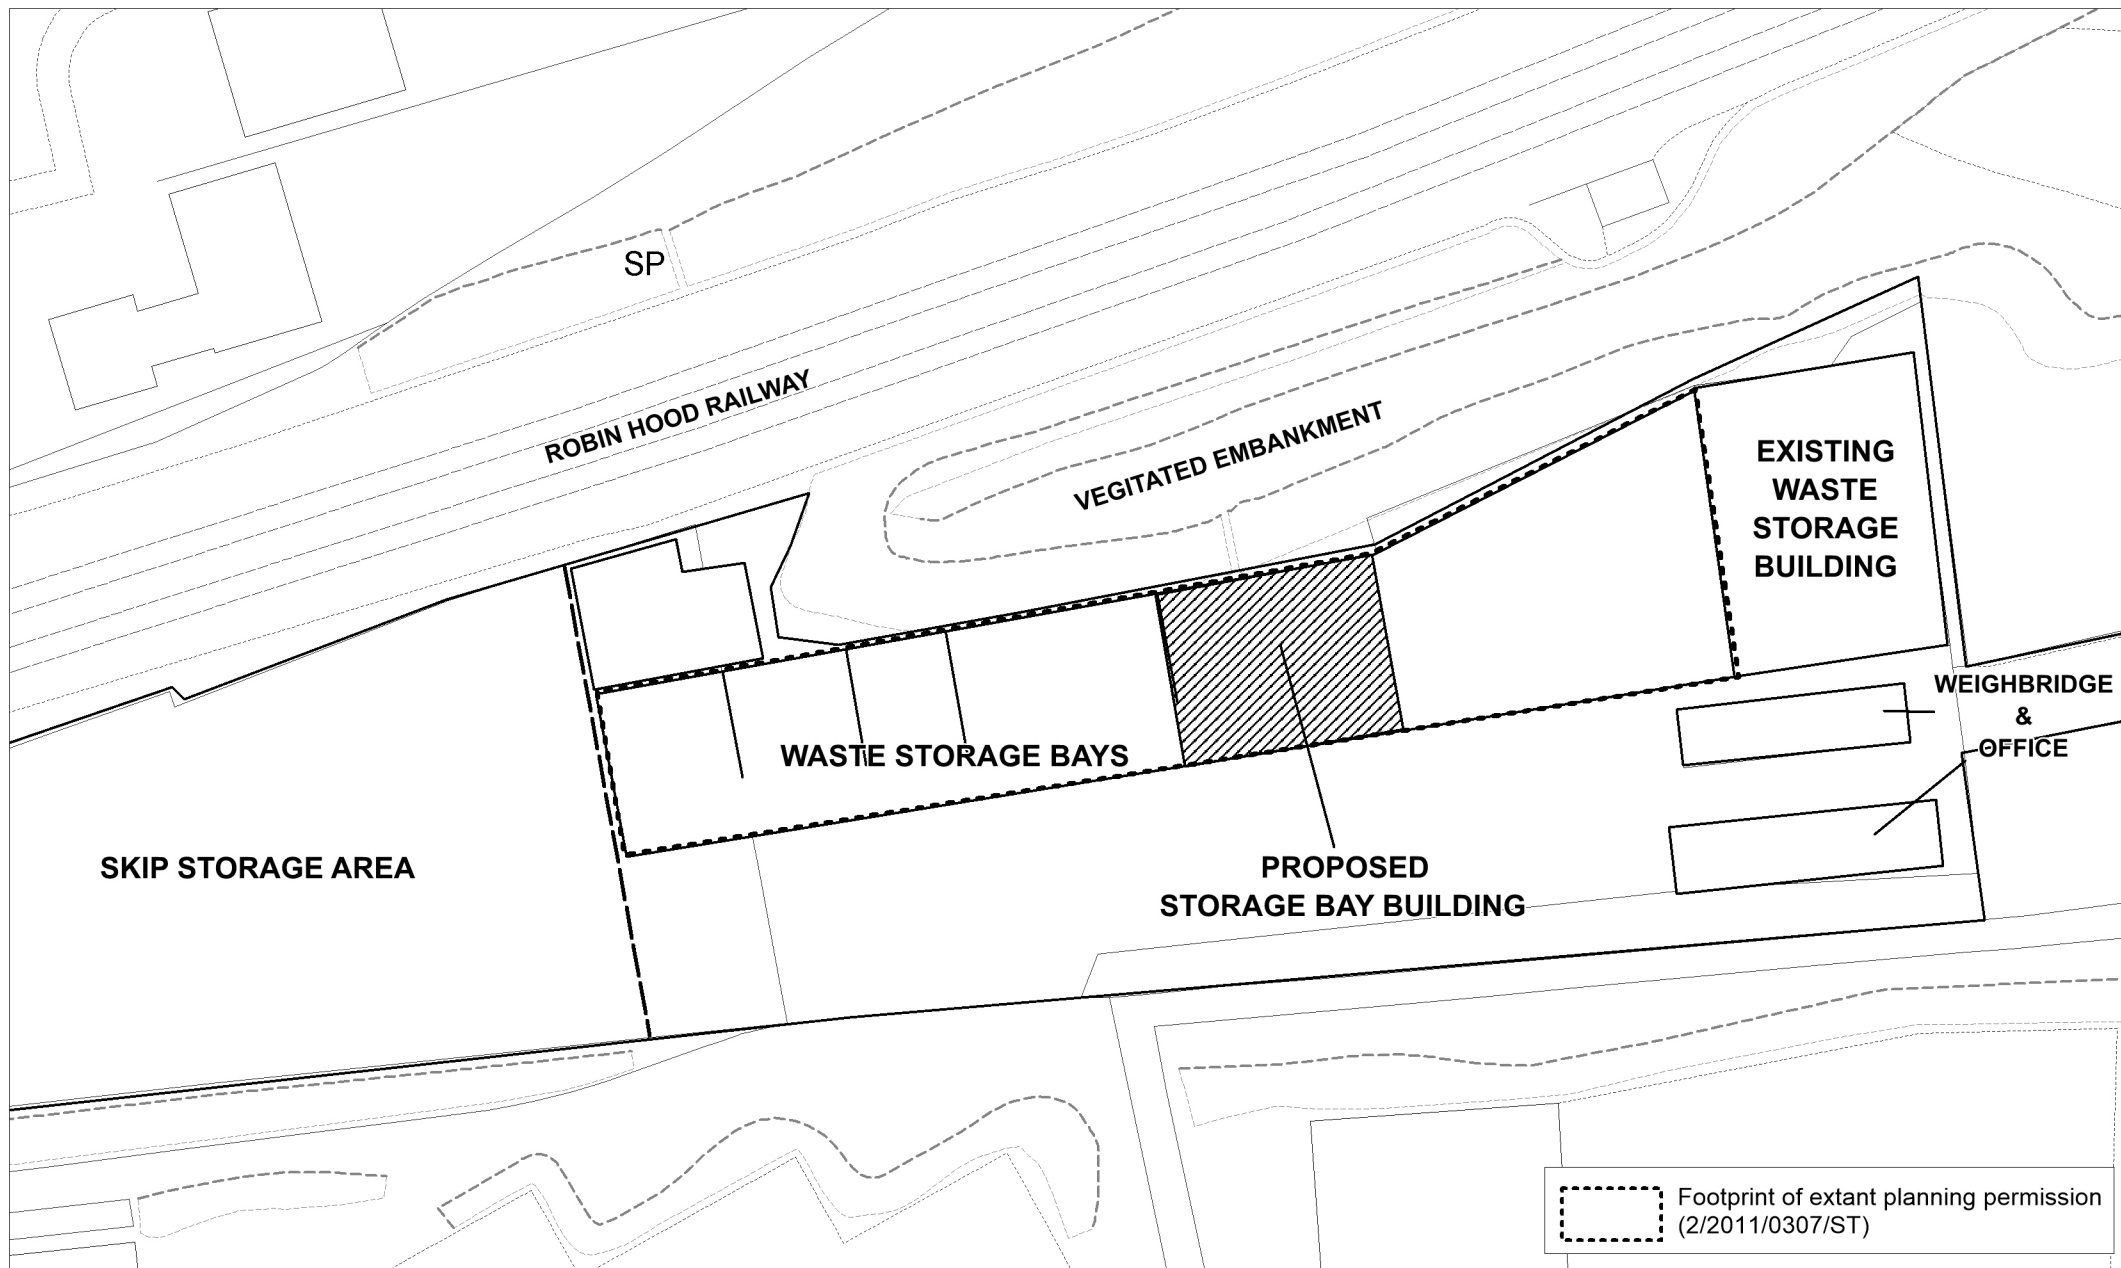 SP
ROBIN HOOD RAILWAY
VEGITATED EMBANKMENT
EXISTING
WASTE
STORAGE
BUILDING
WEIGHBRIDGE
&
OFFICE
WASTE STORAGE BAYS
SKIP STORAGE AREA
PROPOSED
STORAGE BAY BUILDING
Footprint of extant planning permission
(2/2011/0307/ST)